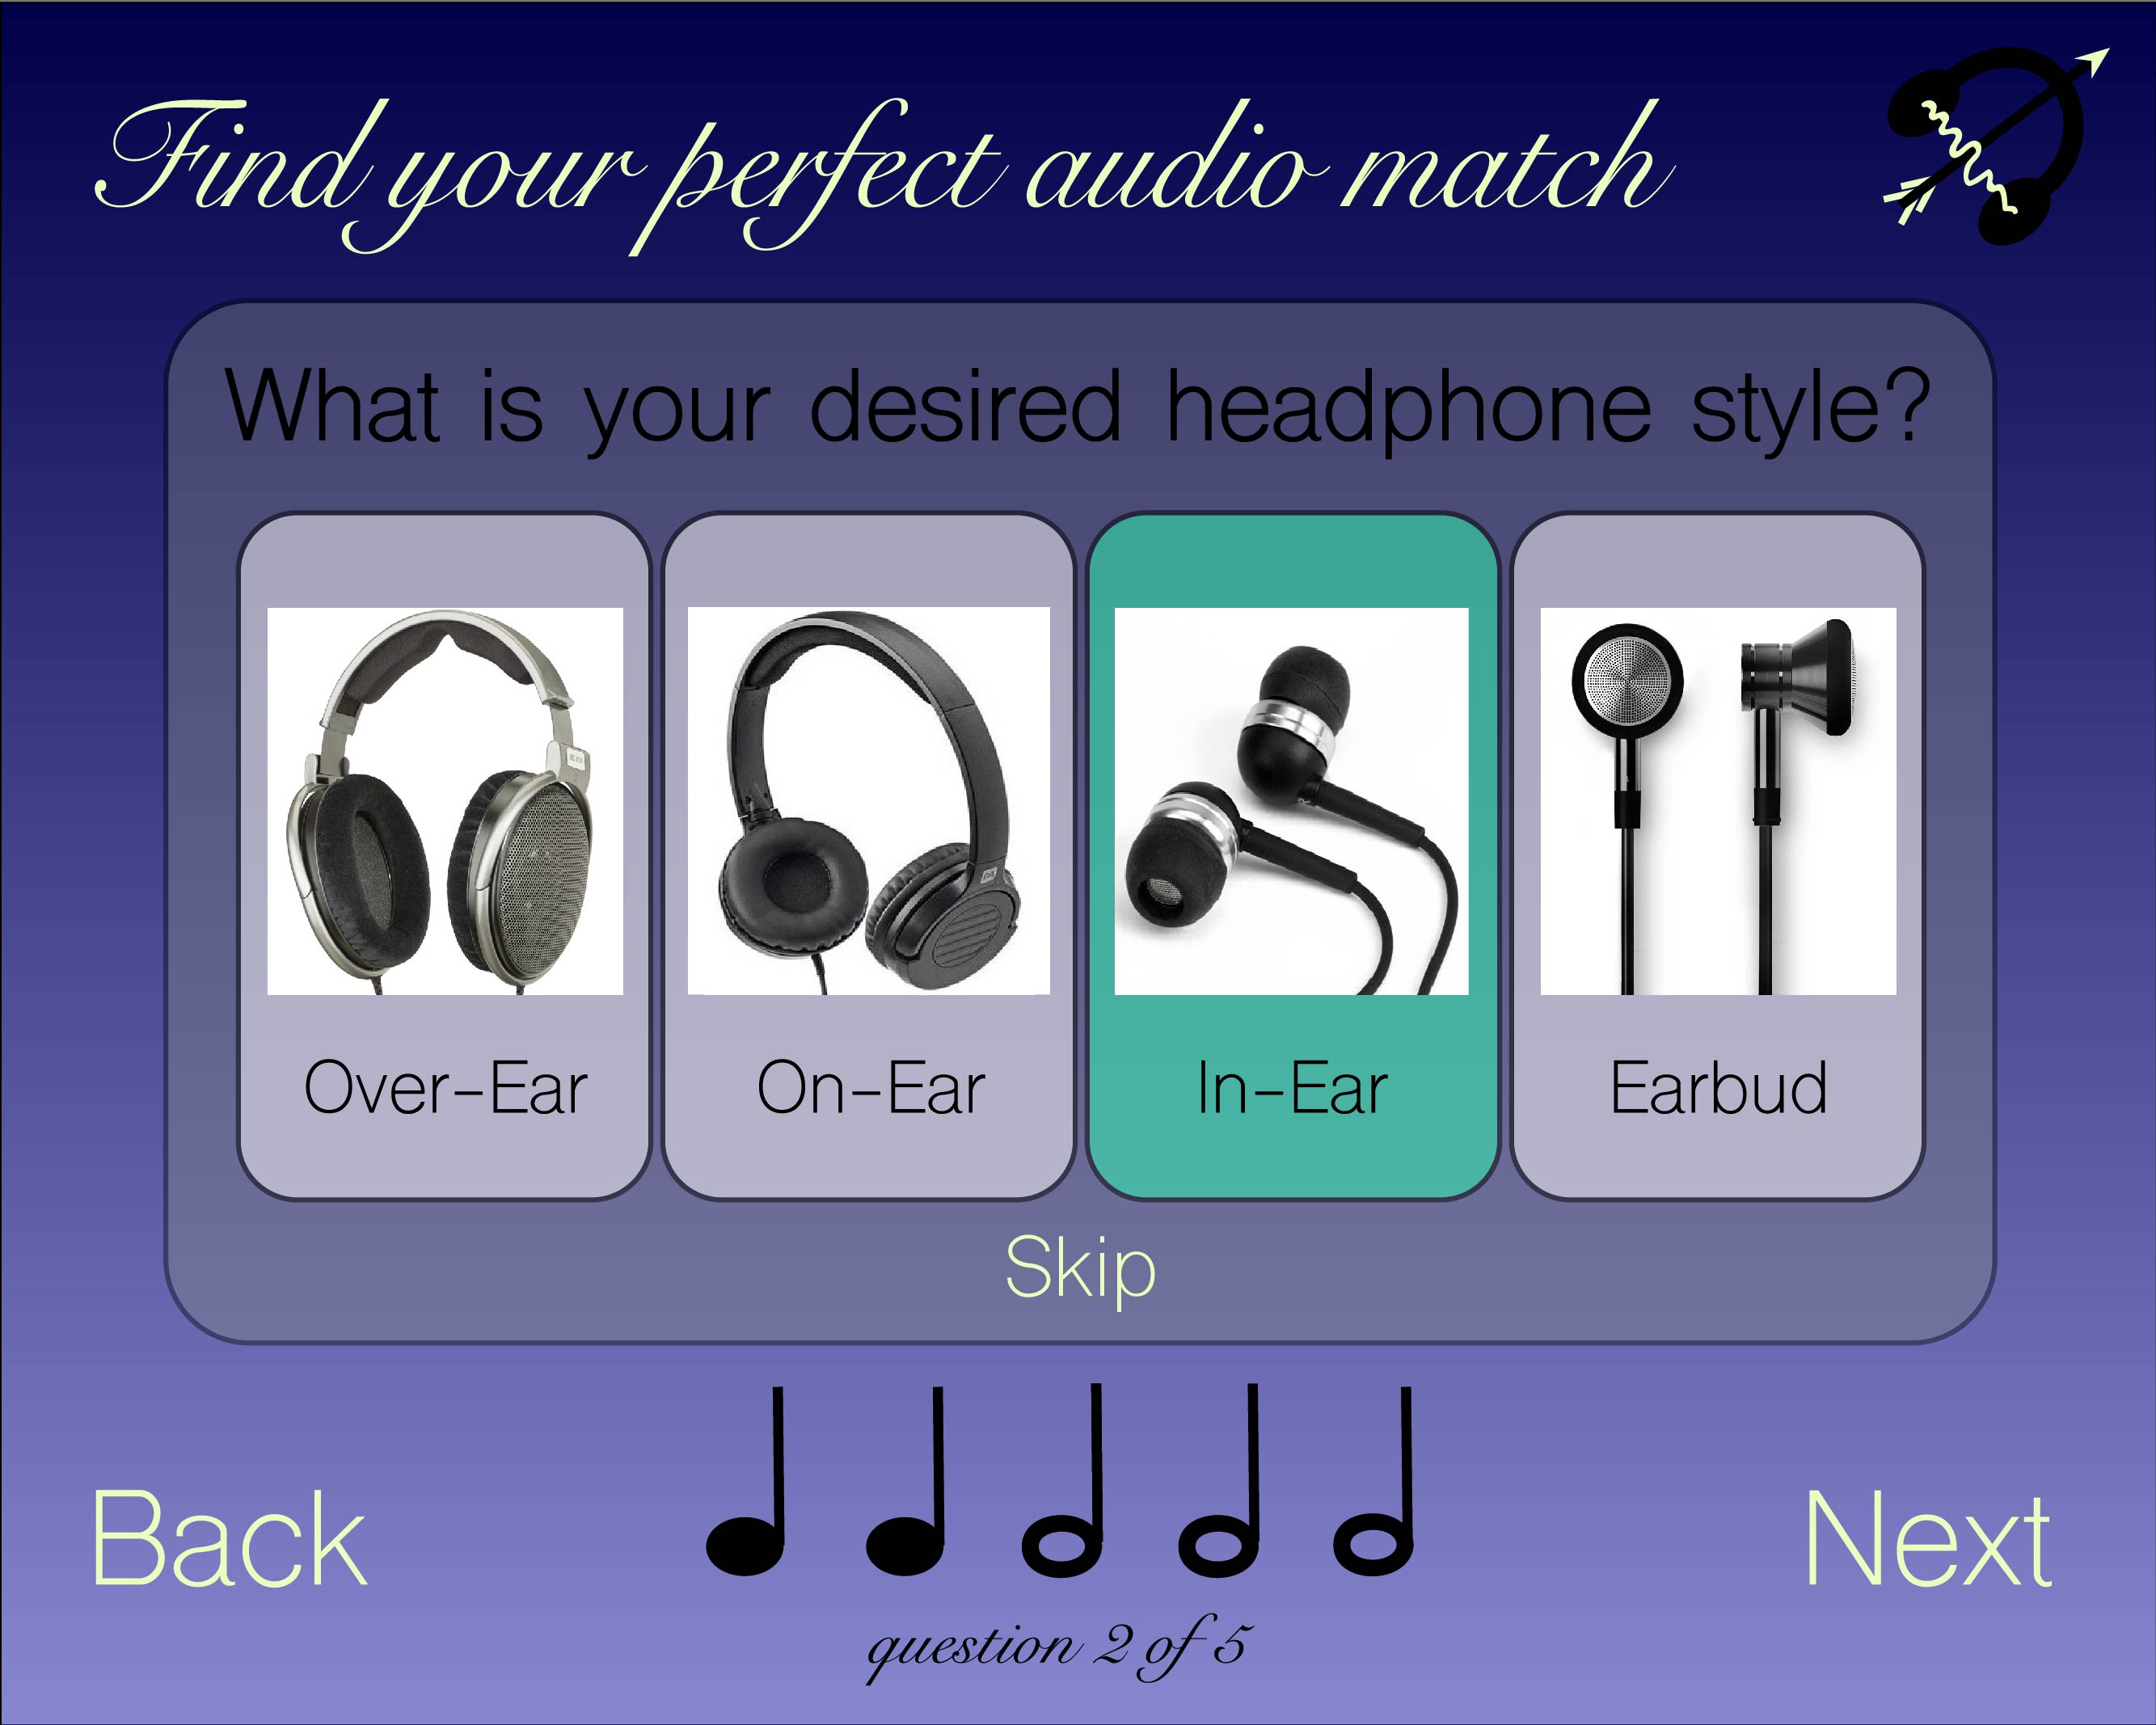 Find your perfect audio match
What is your desired headphone style?
Over-Ear
On-Ear
In-Ear
Earbud
Skip
Back
Next
question 2 of 5